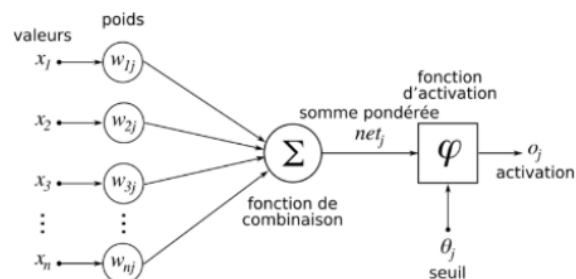 poids
valeurs
x₁ w₁ⱼ
x₂ w₂ⱼ
x₃ w₃ⱼ
⋮ ⋮
xₙ wₙⱼ
Σ
fonction de
combinaison
somme pondérée
netⱼ
fonction
d'activation
φ
oⱼ
activation
θⱼ
seuil